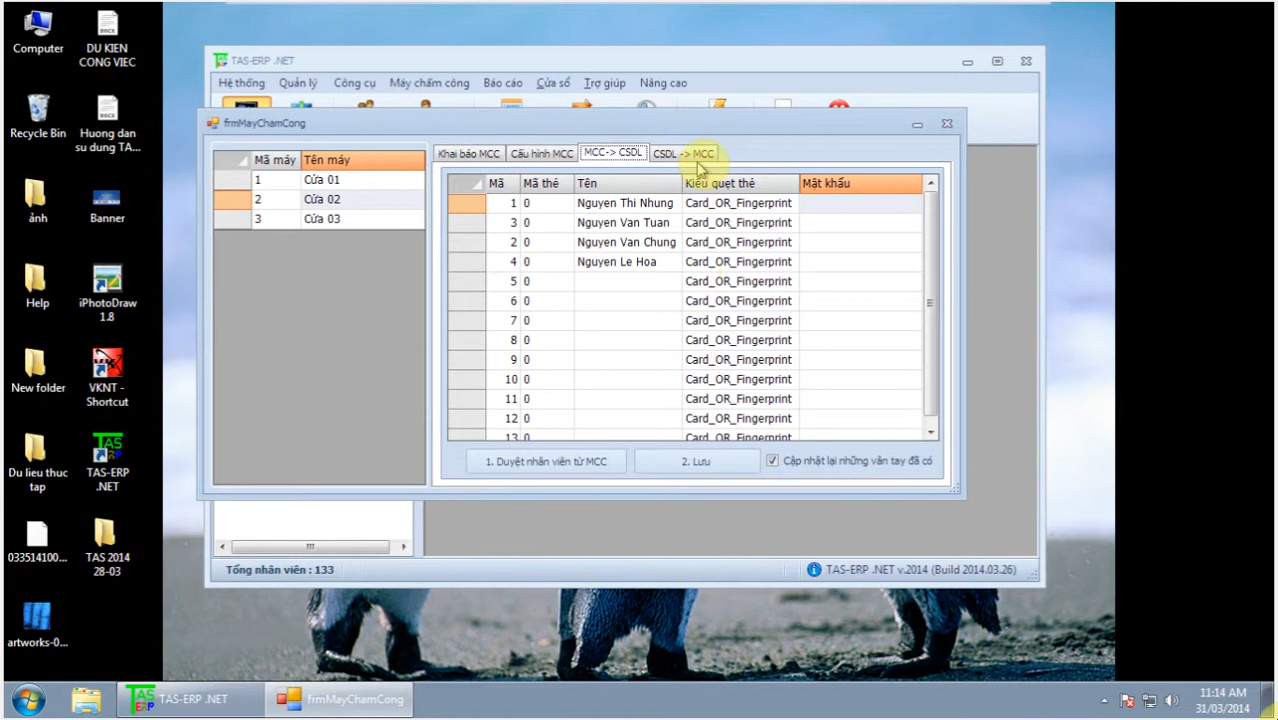 Computer
DU KIEN
CONG VIEC
Recycle Bin
Huong dan
su dung TA...
ảnh
Banner
Help
iPhotoDraw
1.8
New folder
VKNT -
Shortcut
Du lieu thuc
tap
TAS-ERP
.NET
033514100...
TAS 2014
28-03
artworks-0...
TAS-ERP .NET
Hệ thống Quản lý Công cụ Máy chấm công Báo cáo Cửa sổ Trợ giúp Nâng cao
frmMayChamCong
Mã máy Tên máy
1 Cửa 01
2 Cửa 02
3 Cửa 03
Khai báo MCC Cấu hình MCC MCC-> CSDL CSDL -> MCC
Mã Mã thẻ Tên Kiểu quẹt thẻ Mật khẩu
1 0 Nguyen Thi Nhung Card_OR_Fingerprint
3 0 Nguyen Van Tuan Card_OR_Fingerprint
2 0 Nguyen Van Chung Card_OR_Fingerprint
4 0 Nguyen Le Hoa Card_OR_Fingerprint
5 0 Card_OR_Fingerprint
6 0 Card_OR_Fingerprint
7 0 Card_OR_Fingerprint
8 0 Card_OR_Fingerprint
9 0 Card_OR_Fingerprint
10 0 Card_OR_Fingerprint
11 0 Card_OR_Fingerprint
12 0 Card_OR_Fingerprint
13 0 Card_OR_Fingerprint
1. Duyệt nhân viên từ MCC 2. Lưu Cập nhật lại những vân tay đã có
Tổng nhân viên : 133
TAS-ERP .NET v.2014 (Build 2014.03.26)
TAS-ERP .NET
frmMayChamCong
11:14 AM
31/03/2014